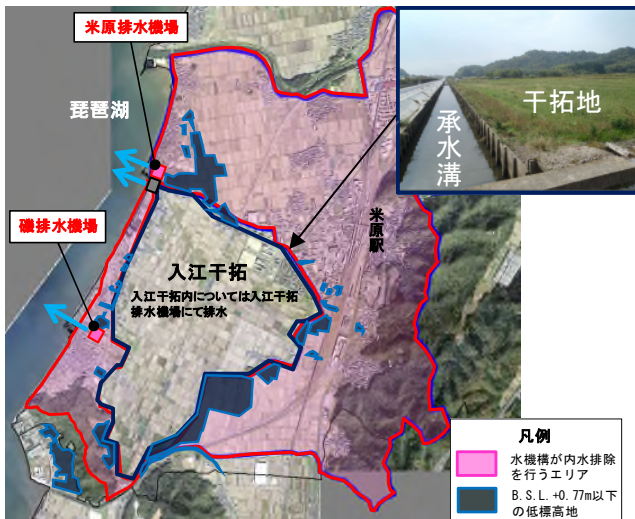 米原排水機場
琵琶湖
磯排水機場
入江干拓
入江干拓内については入江干拓
排水機場にて排水
米原駅
承水溝
干拓地
凡例
水機構が内水排除
を行うエリア
B.S.L.+0.77m以下
の低標高地